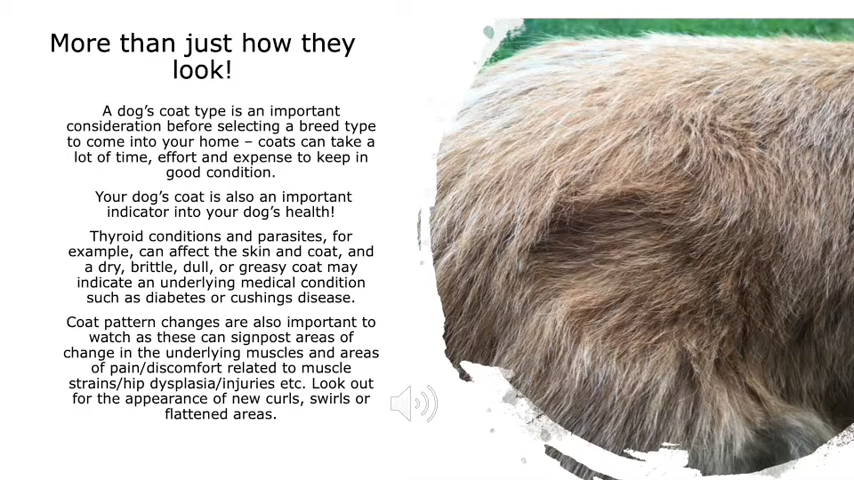 More than just how they
look!
A dog’s coat type is an important
consideration before selecting a breed type
to come into your home – coats can take a
lot of time, effort and expense to keep in
good condition.
Your dog’s coat is also an important
indicator into your dog’s health!
Thyroid conditions and parasites, for
example, can affect the skin and coat, and
a dry, brittle, dull, or greasy coat may
indicate an underlying medical condition
such as diabetes or cushings disease.
Coat pattern changes are also important to
watch as these can signpost areas of
change in the underlying muscles and areas
of pain/discomfort related to muscle
strains/hip dysplasia/injuries etc. Look out
for the appearance of new curls, swirls or
flattened areas.